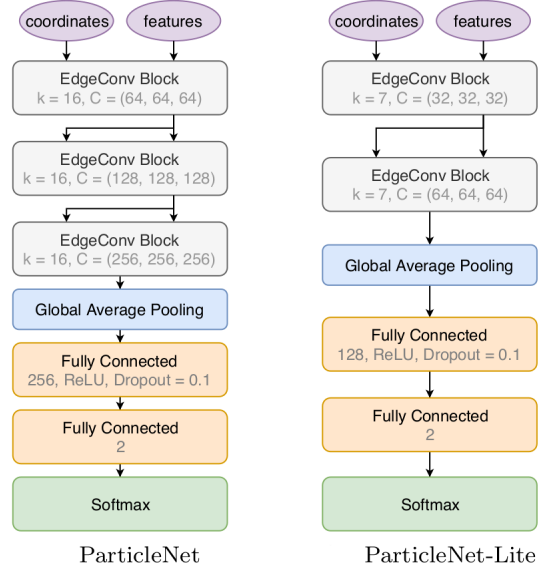 coordinates
features
EdgeConv Block
k = 16, C = (64, 64, 64)
EdgeConv Block
k = 16, C = (128, 128, 128)
EdgeConv Block
k = 16, C = (256, 256, 256)
Global Average Pooling
Fully Connected
256, ReLU, Dropout = 0.1
Fully Connected
2
Softmax
ParticleNet
coordinates
features
EdgeConv Block
k = 7, C = (32, 32, 32)
EdgeConv Block
k = 7, C = (64, 64, 64)
Global Average Pooling
Fully Connected
128, ReLU, Dropout = 0.1
Fully Connected
2
Softmax
ParticleNet-Lite